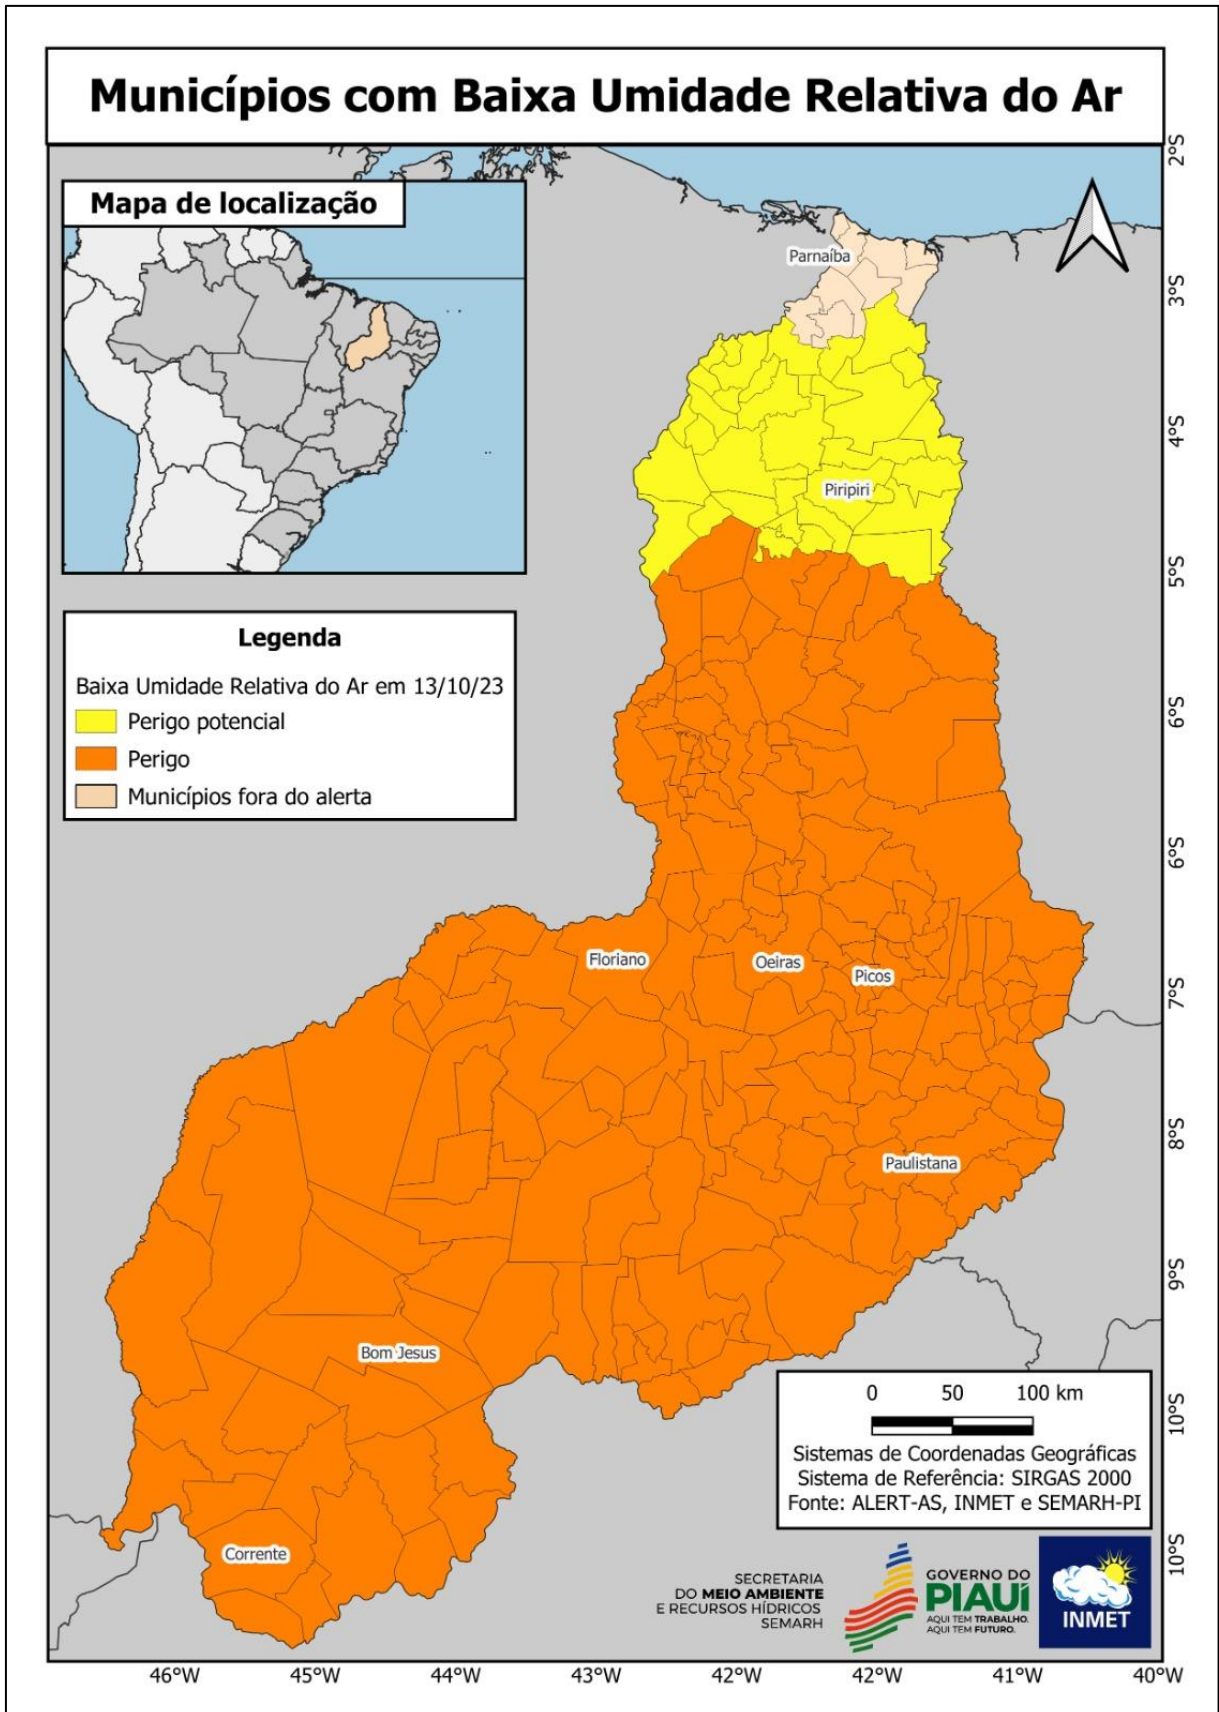 Municípios com Baixa Umidade Relativa do Ar
Mapa de localização
Parnaíba
Piripiri
Legenda
Baixa Umidade Relativa do Ar em 13/10/23
Perigo potencial
Perigo
Municípios fora do alerta
Floriano
Oeiras
Picos
Paulistana
Bom Jesus
Corrente
2°S
3°S
4°S
5°S
6°S
6°S
7°S
8°S
9°S
10°S
10°S
0 50 100 km
Sistemas de Coordenadas Geográficas
Sistema de Referência: SIRGAS 2000
Fonte: ALERT-AS, INMET e SEMARH-PI
SECRETARIA
DO MEIO AMBIENTE
E RECURSOS HÍDRICOS
SEMARH
GOVERNO DO
PIAUÍ
AQUI TEM TRABALHO.
AQUI TEM FUTURO.
INMET
46°W 45°W 44°W 43°W 42°W 42°W 41°W 40°W